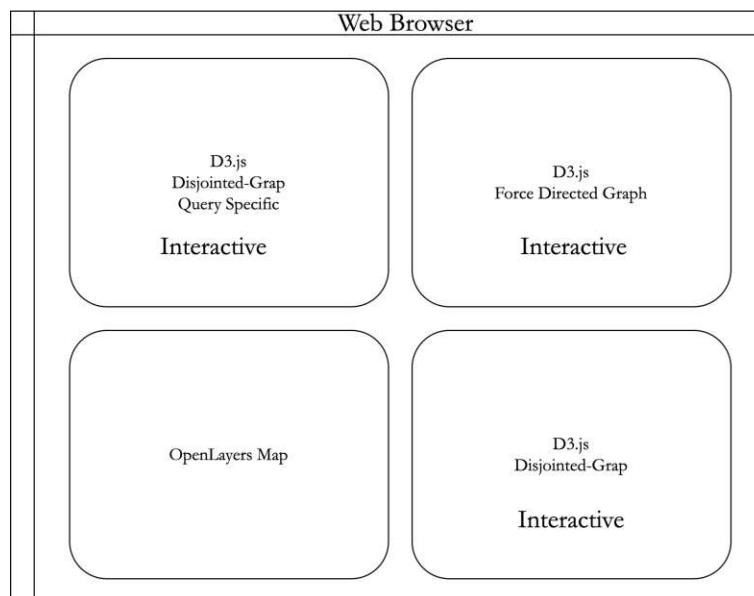 Web Browser
D3.js
Disjointed-Grap
Query Specific
Interactive
D3.js
Force Directed Graph
Interactive
OpenLayers Map
D3.js
Disjointed-Grap
Interactive